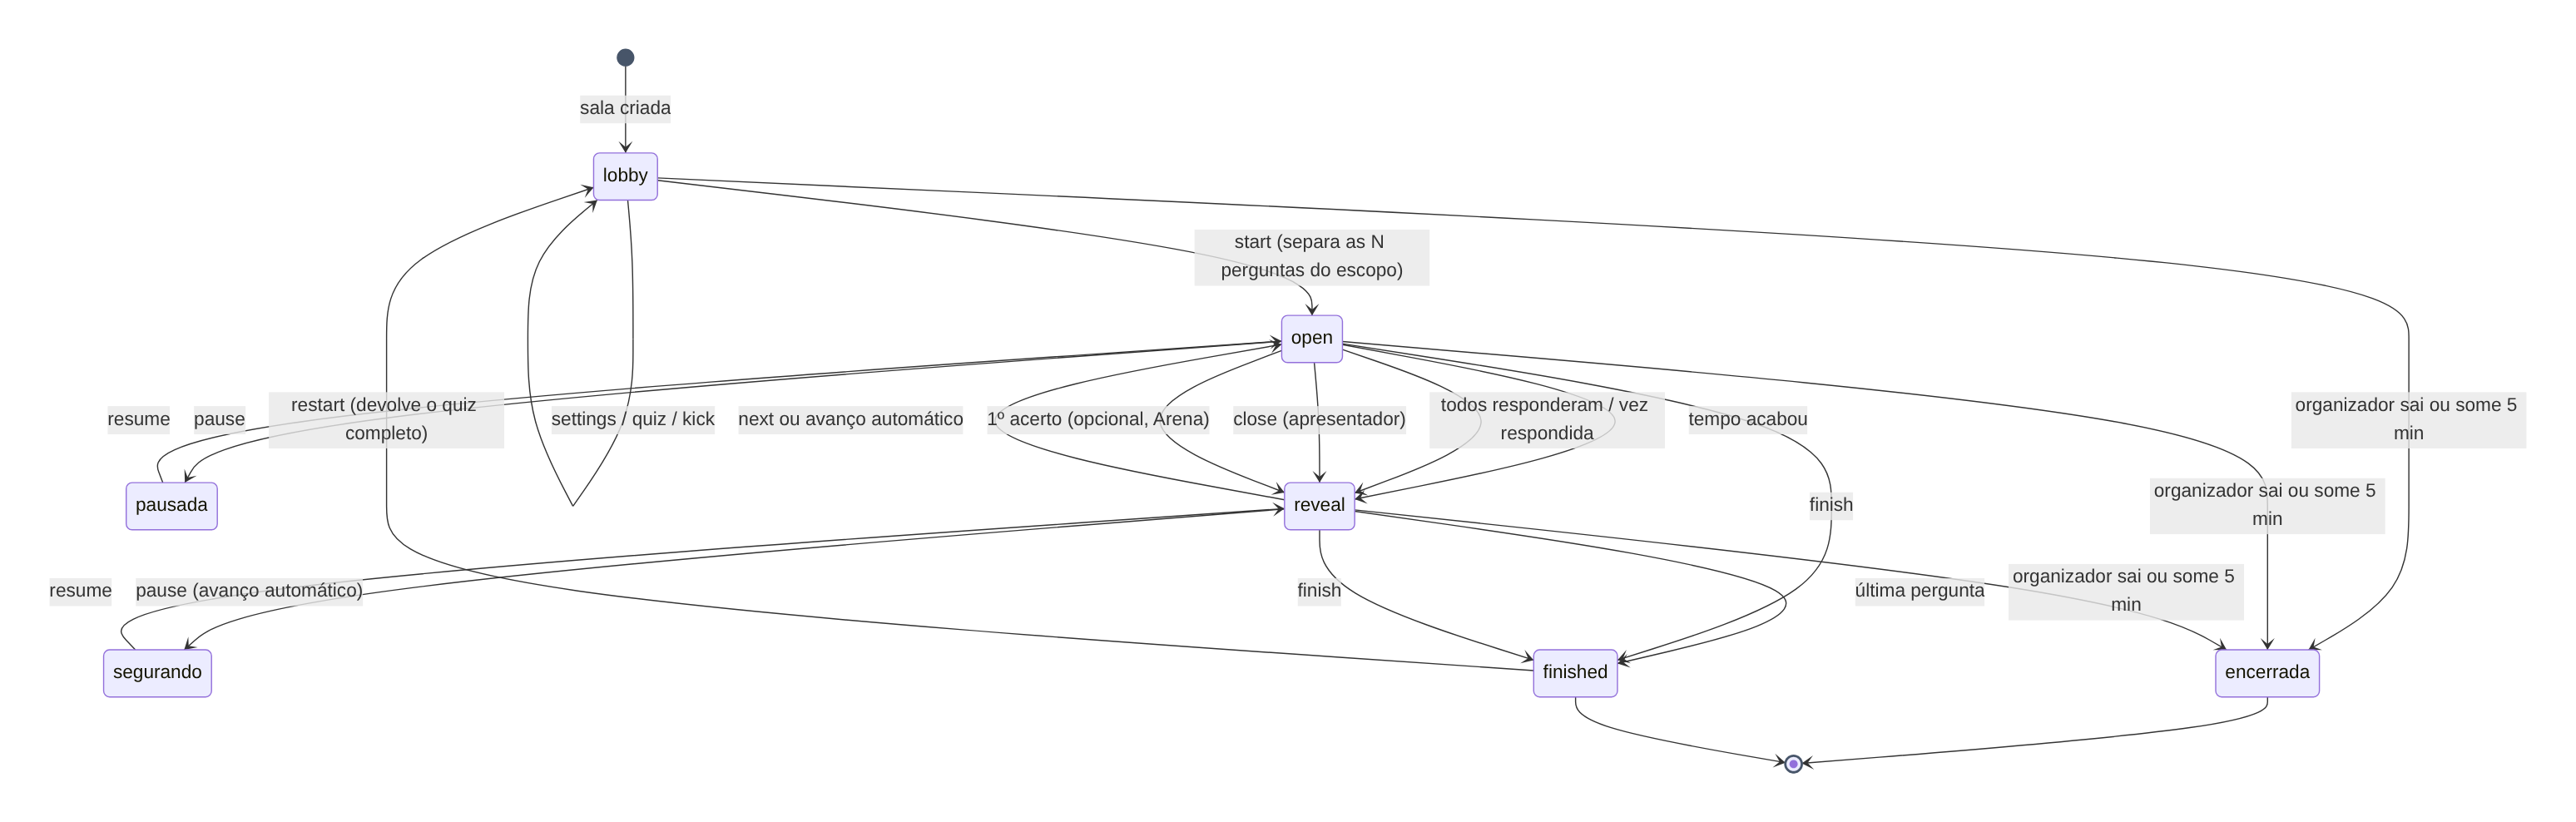 sala criada
lobby
start (separa as N
perguntas do escopo)
open
resume
pause
restart (devolve o quiz
completo)
settings / quiz / kick
next ou avanço automático
1º acerto (opcional, Arena)
close (apresentador)
todos responderam / vez
respondida
tempo acabou
organizador sai ou some 5
min
pausada
reveal
finish
organizador sai ou some 5
min
resume
pause (avanço automático)
finish
última pergunta
organizador sai ou some 5
min
segurando
finished
encerrada